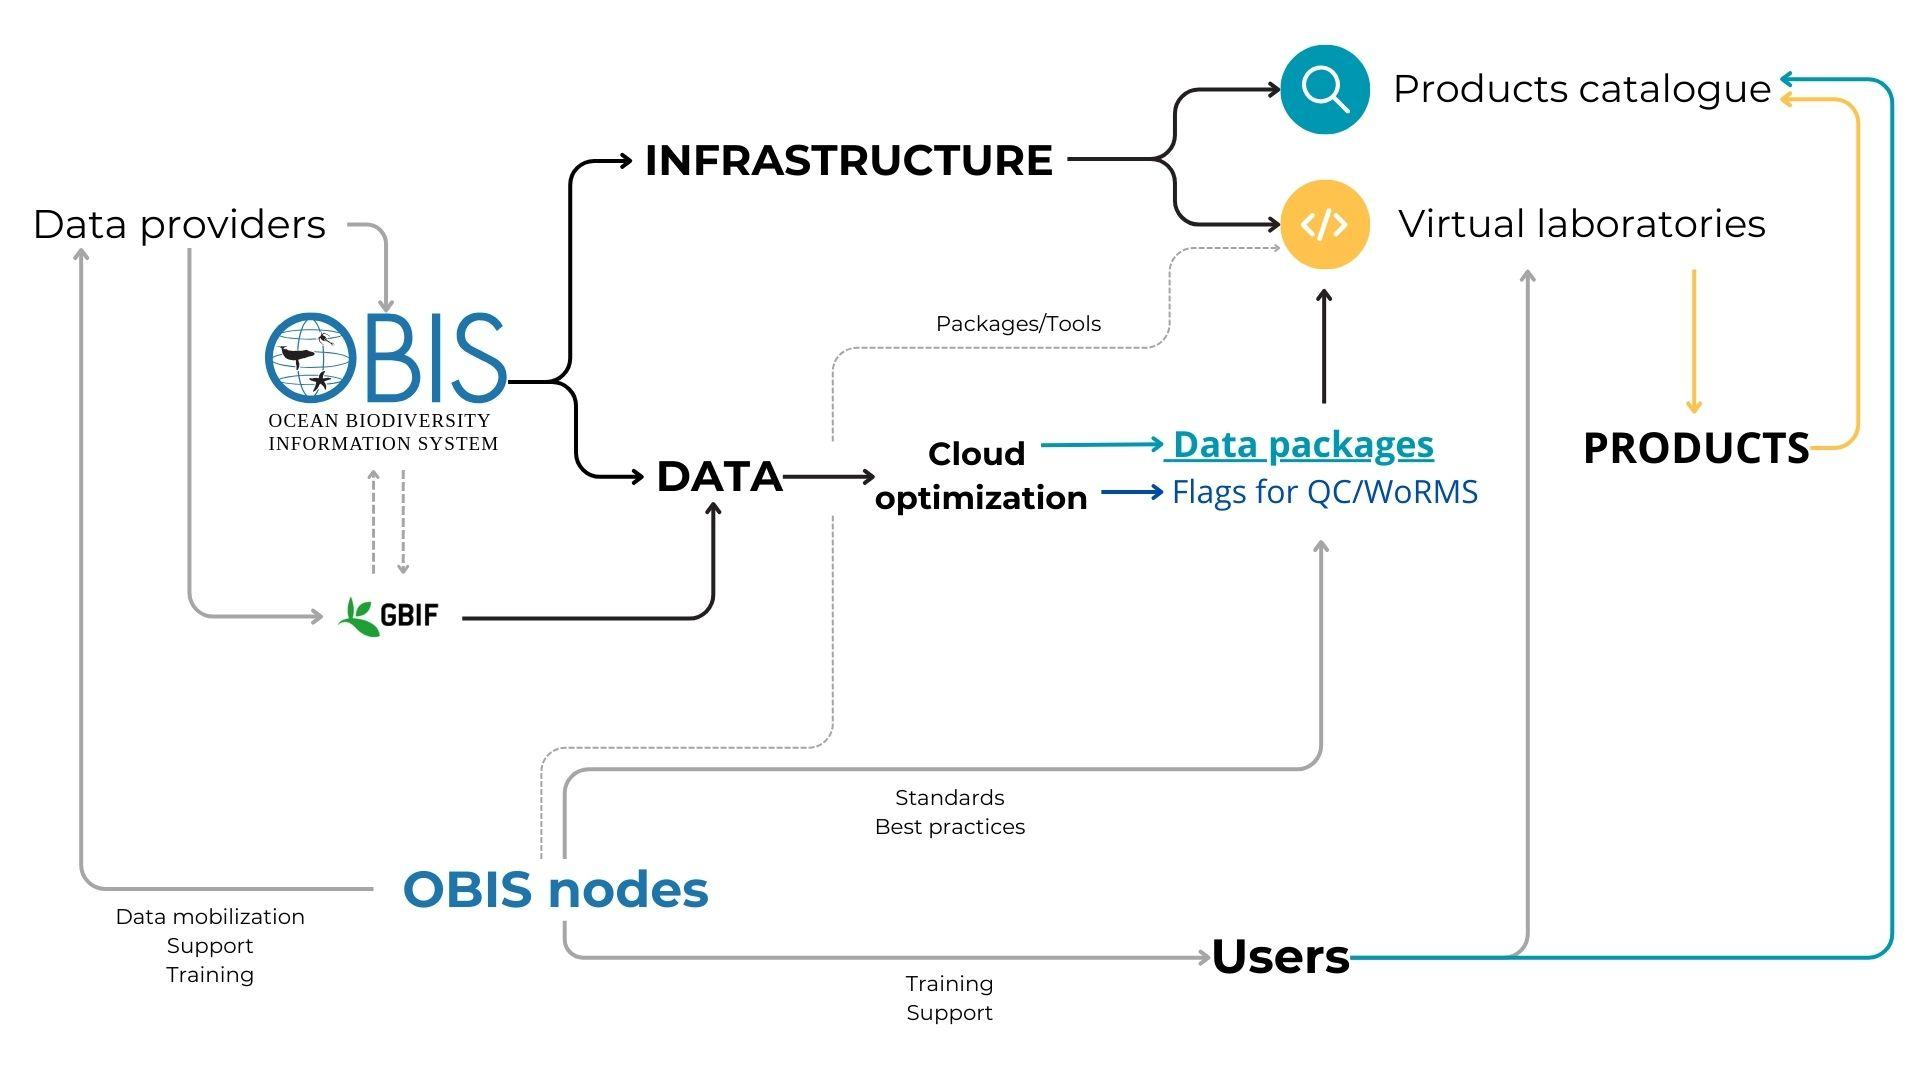 Products catalogue
INFRASTRUCTURE
Data providers
</> Virtual laboratories
Packages/Tools
OBIS
OCEAN BIODIVERSITY
INFORMATION SYSTEM
Cloud
optimization
Data packages
Flags for QC/WoRMS
PRODUCTS
DATA
GBIF
Standards
Best practices
OBIS nodes
Data mobilization
Support
Training
Users
Training
Support